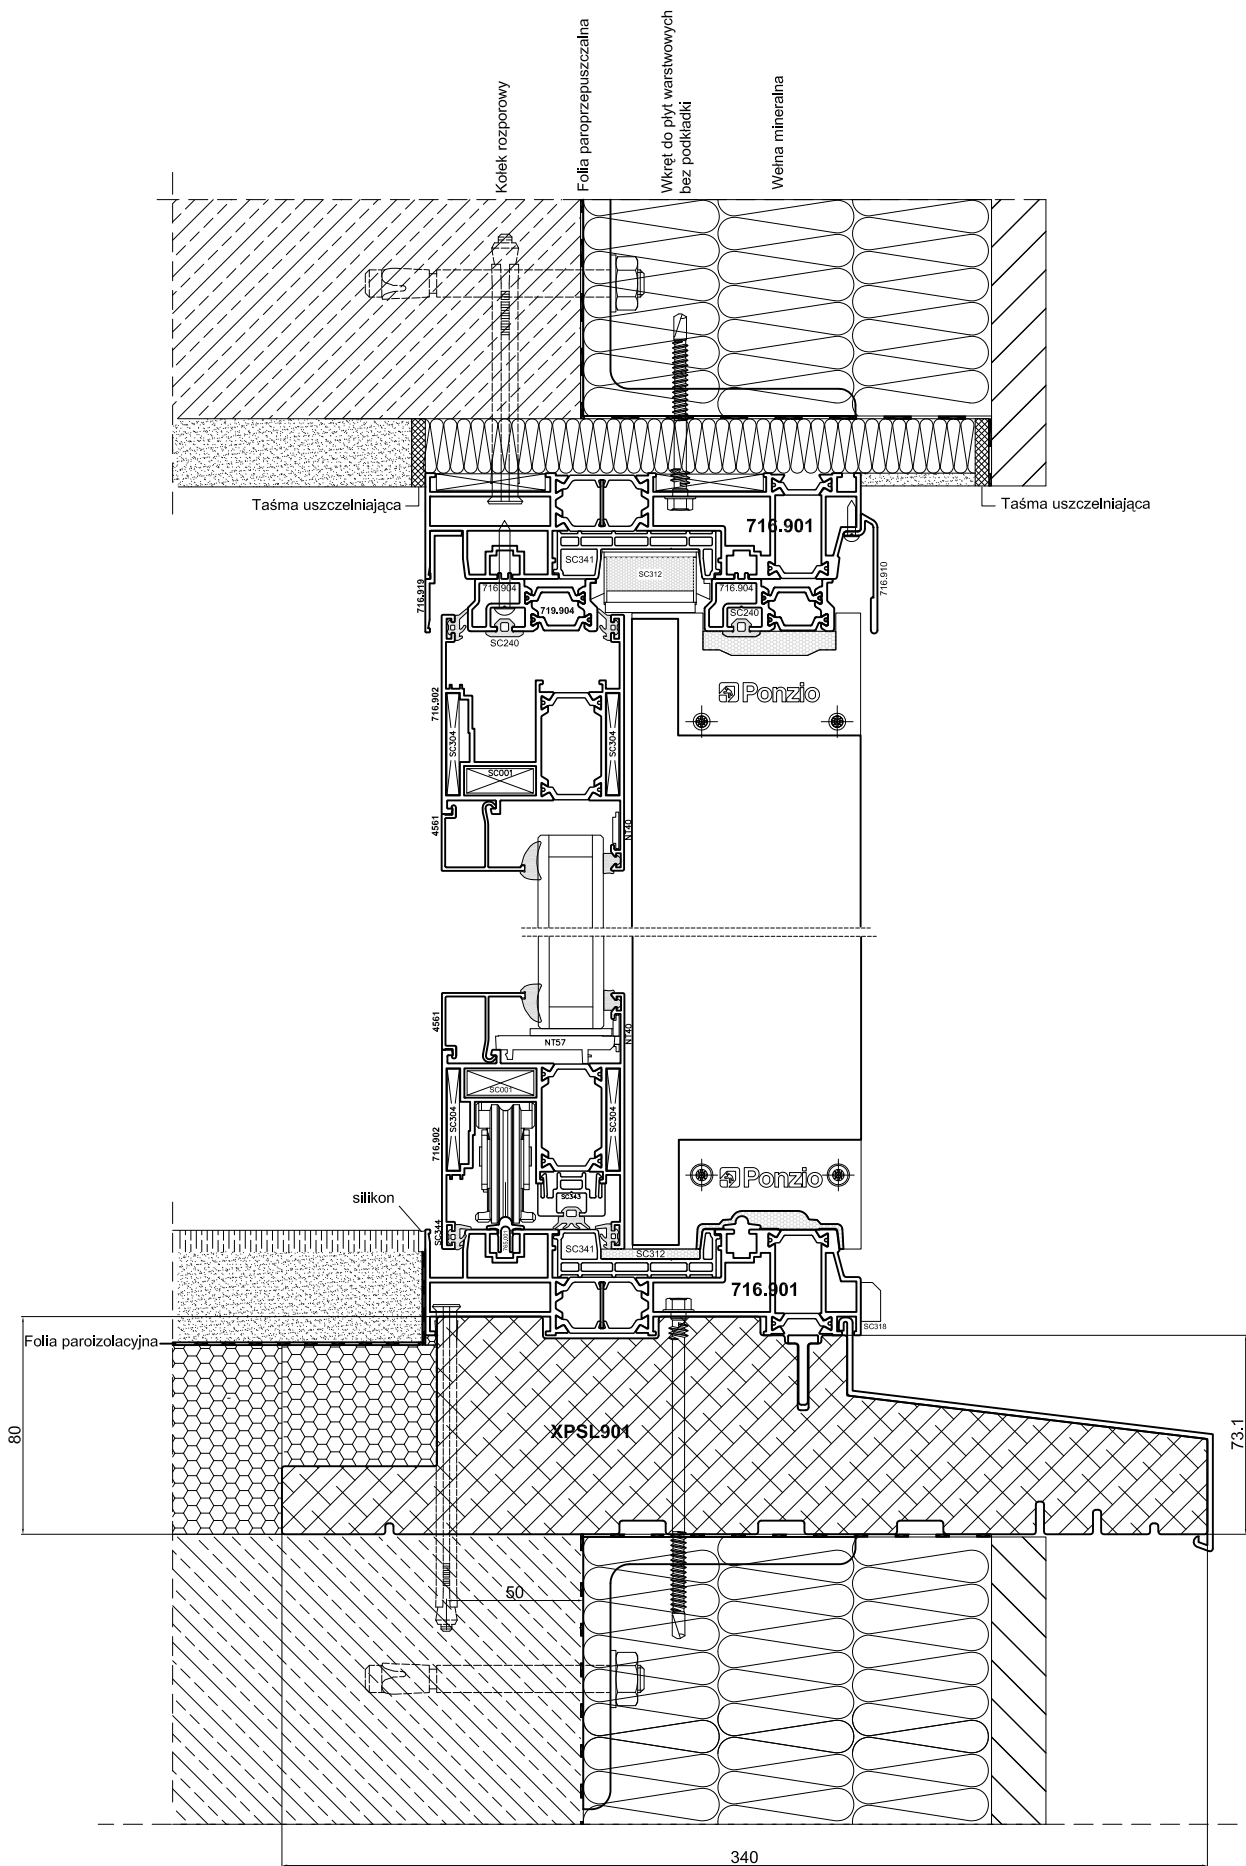 Kołek rozporowy
Folia paroprzepuszczalna
Wkręt do płyt warstwowych
bez podkładki
Wełna mineralna
Taśma uszczelniająca
Taśma uszczelniająca
716.901
SC341
SC312
716.910
716.919
716.904
719.904
716.904
SC240
SC240
Ponzio
716.902
SC304
SC304
SC001
4561
NT40
4561
NT40
NT57
SC001
SC304
SC304
716.902
Ponzio
silikon
SC344
SC343
SC341
SC312
716.901
SC318
Folia paroizolacyjna
80
XPSL901
73.1
50
340